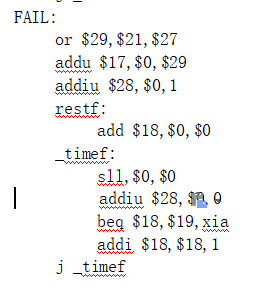 FAIL:
or $29,$21,$27
addu $17,$0,$29
addiu $28,$0,1
restf:
add $18,$0,$0
_timef:
sll,$0,$0
addiu $28, 0
beq $18,$19,xia
addi $18,$18,1
j _timef